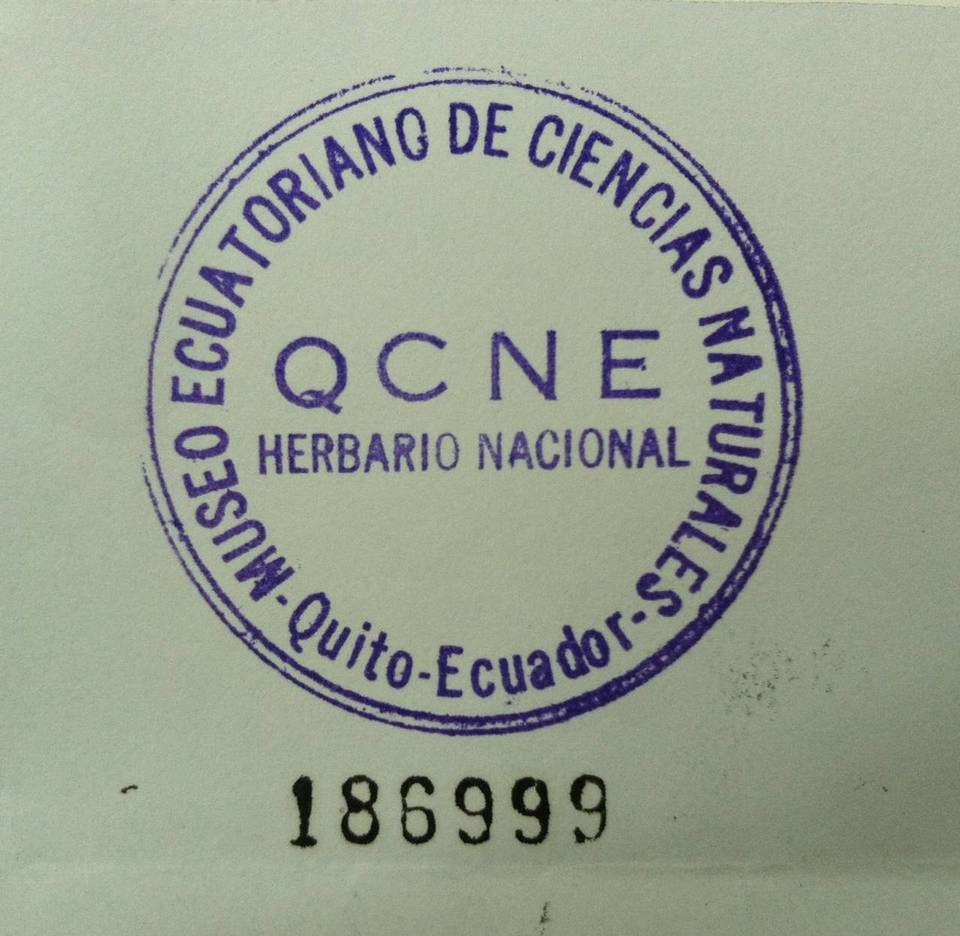 MUSEO ECUATORIANO DE CIENCIAS NATURALES
QCNE
HERBARIO NACIONAL
-Quito-Ecuador-
186999